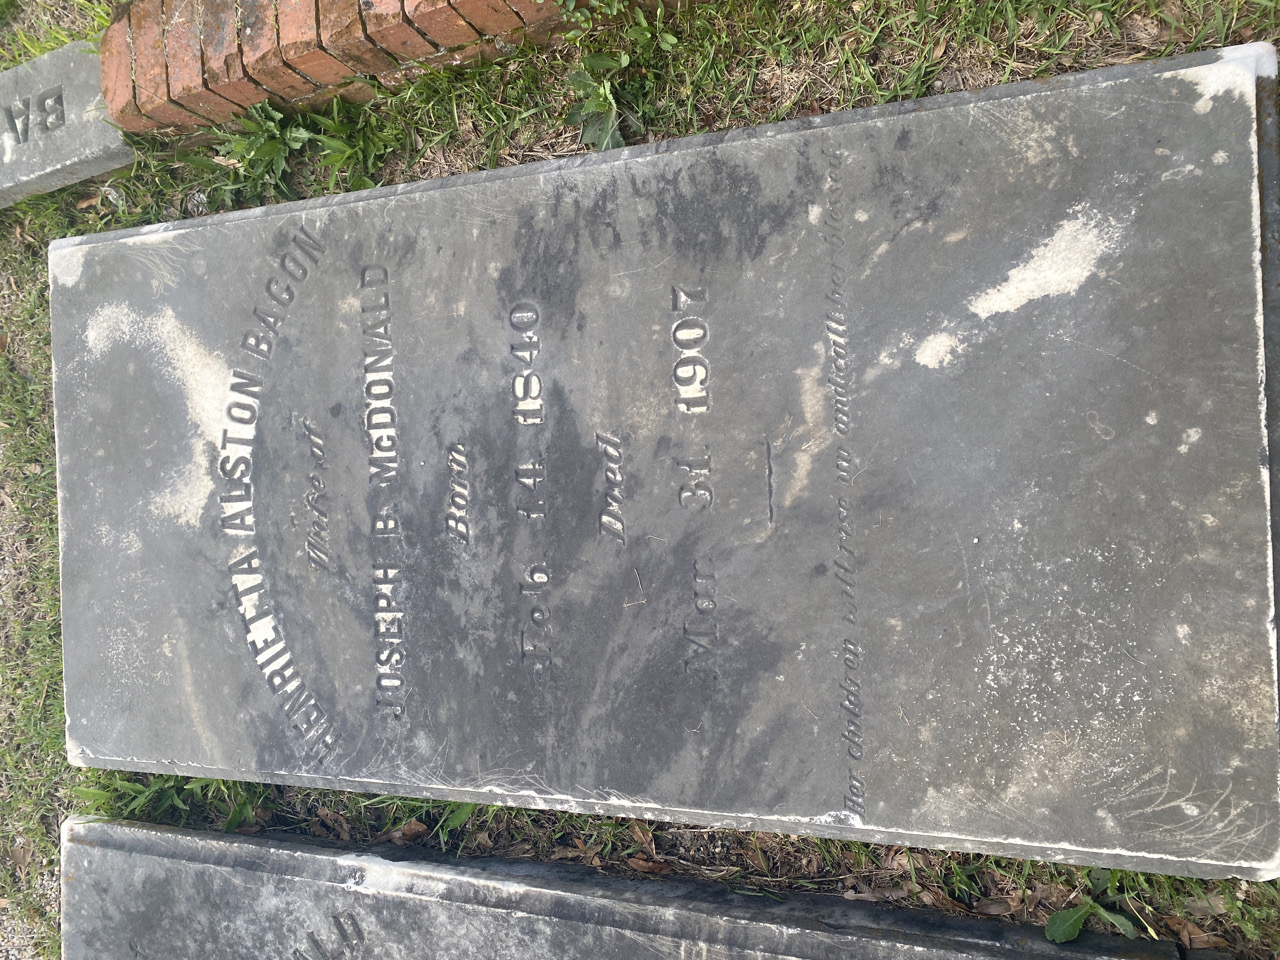 HENRIETTA ALSTON BACON
Wife of
JOSEPH B. McDONALD
Born
Feb. 14. 1840
Died
Mar. 31. 1907
Her children will rise up and call her blessed.
BA